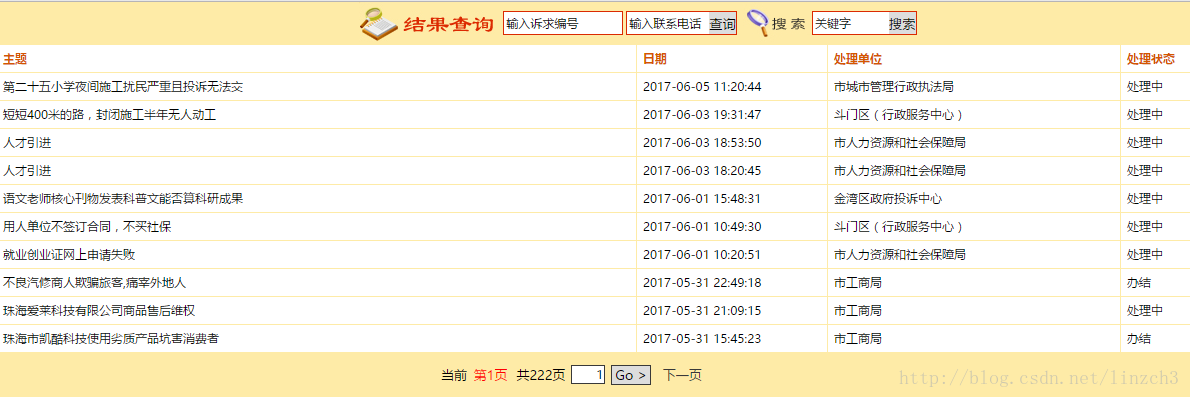 结果查询 输入诉求编号 输入联系电话 查询 搜索 关键字 搜索
主题 日期 处理单位 处理状态
第二十五小学夜间施工扰民严重且投诉无法交 2017-06-05 11:20:44 市城市管理行政执法局 处理中
短短400米的路，封闭施工半年无人动工 2017-06-03 19:31:47 斗门区（行政服务中心） 处理中
人才引进 2017-06-03 18:53:50 市人力资源和社会保障局 处理中
人才引进 2017-06-03 18:20:45 市人力资源和社会保障局 处理中
语文老师核心刊物发表科普文能否算科研成果 2017-06-01 15:48:31 金湾区政府投诉中心 处理中
用人单位不签订合同，不买社保 2017-06-01 10:49:30 斗门区（行政服务中心） 处理中
就业创业证网上申请失败 2017-06-01 10:20:51 市人力资源和社会保障局 处理中
不良汽修商人欺骗旅客,痛宰外地人 2017-05-31 22:49:18 市工商局 办结
珠海爱莱科技有限公司商品售后维权 2017-05-31 21:09:15 市工商局 处理中
珠海市凯酷科技使用劣质产品坑害消费者 2017-05-31 15:45:23 市工商局 办结
当前 第1页 共222页 1 Go > 下一页
http://blog.csdn.net/linzch3